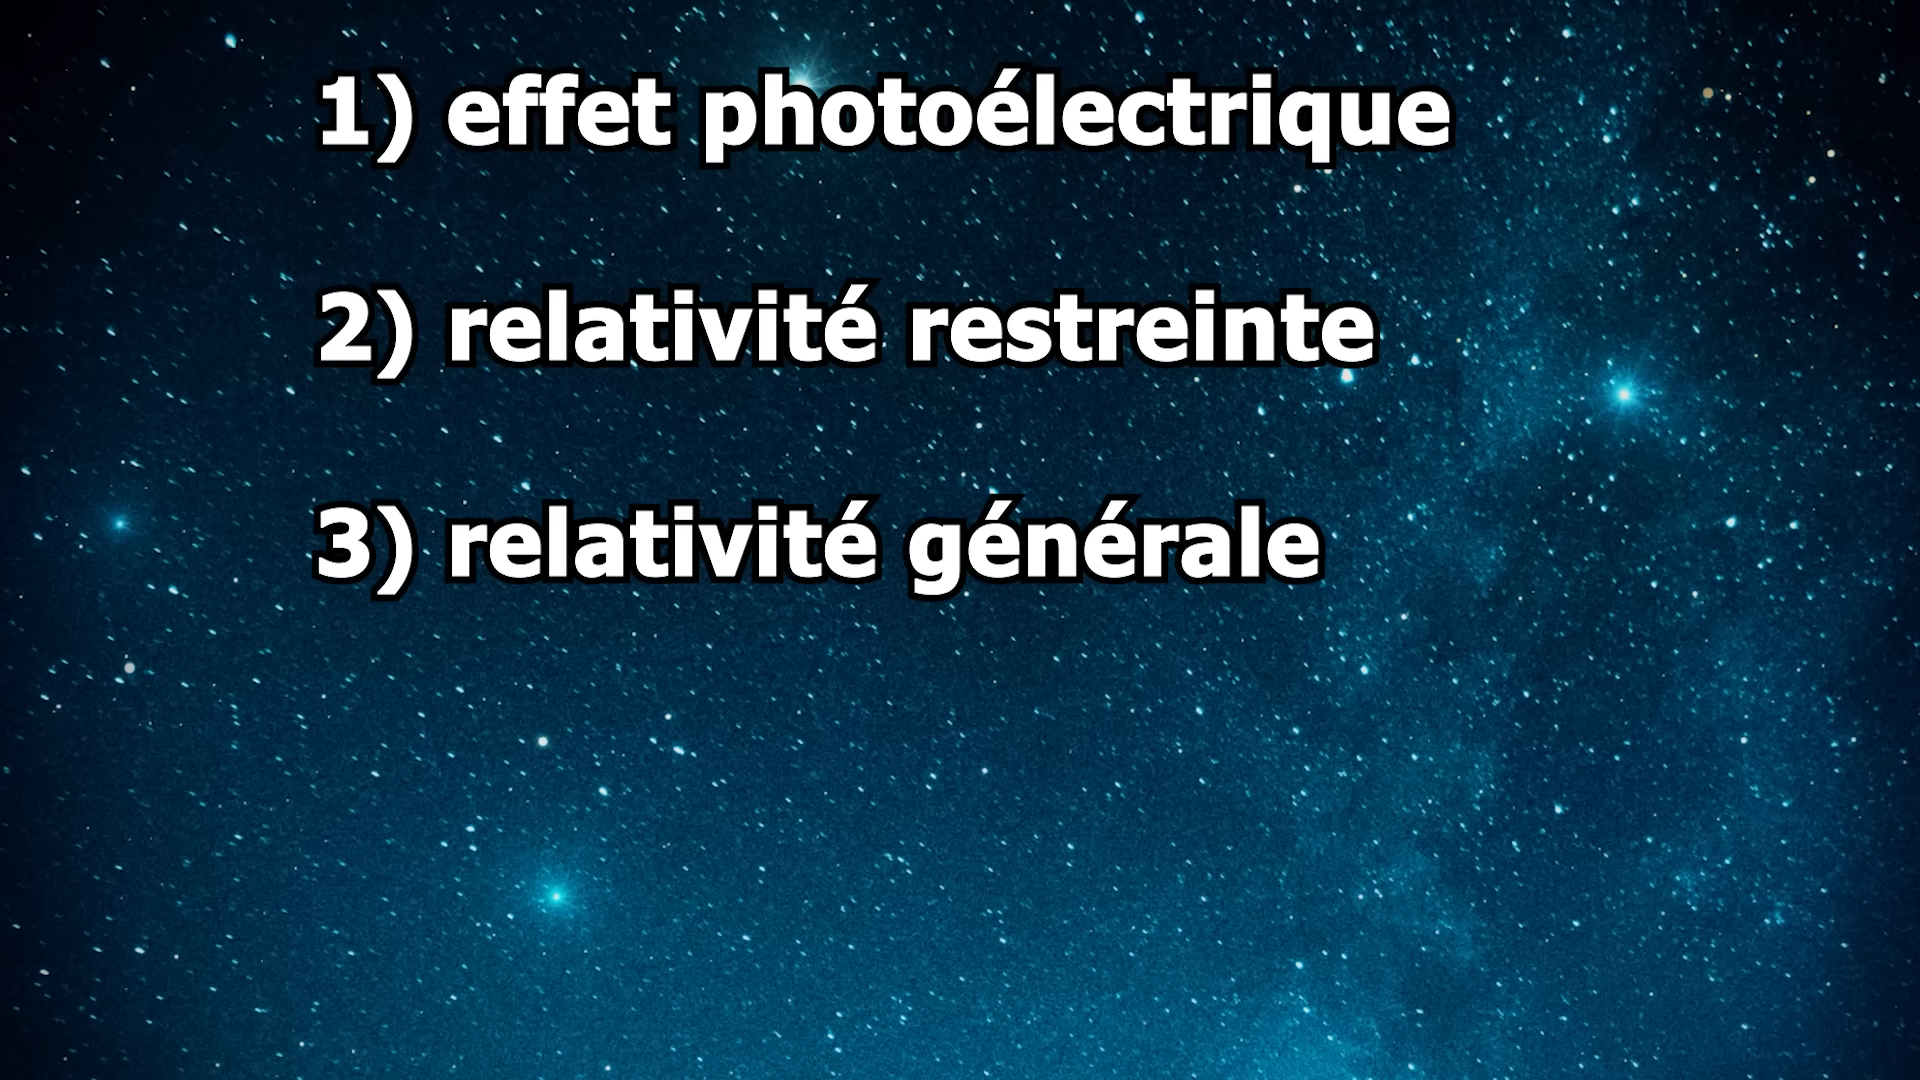 1) effet photoélectrique
2) relativité restreinte
3) relativité générale